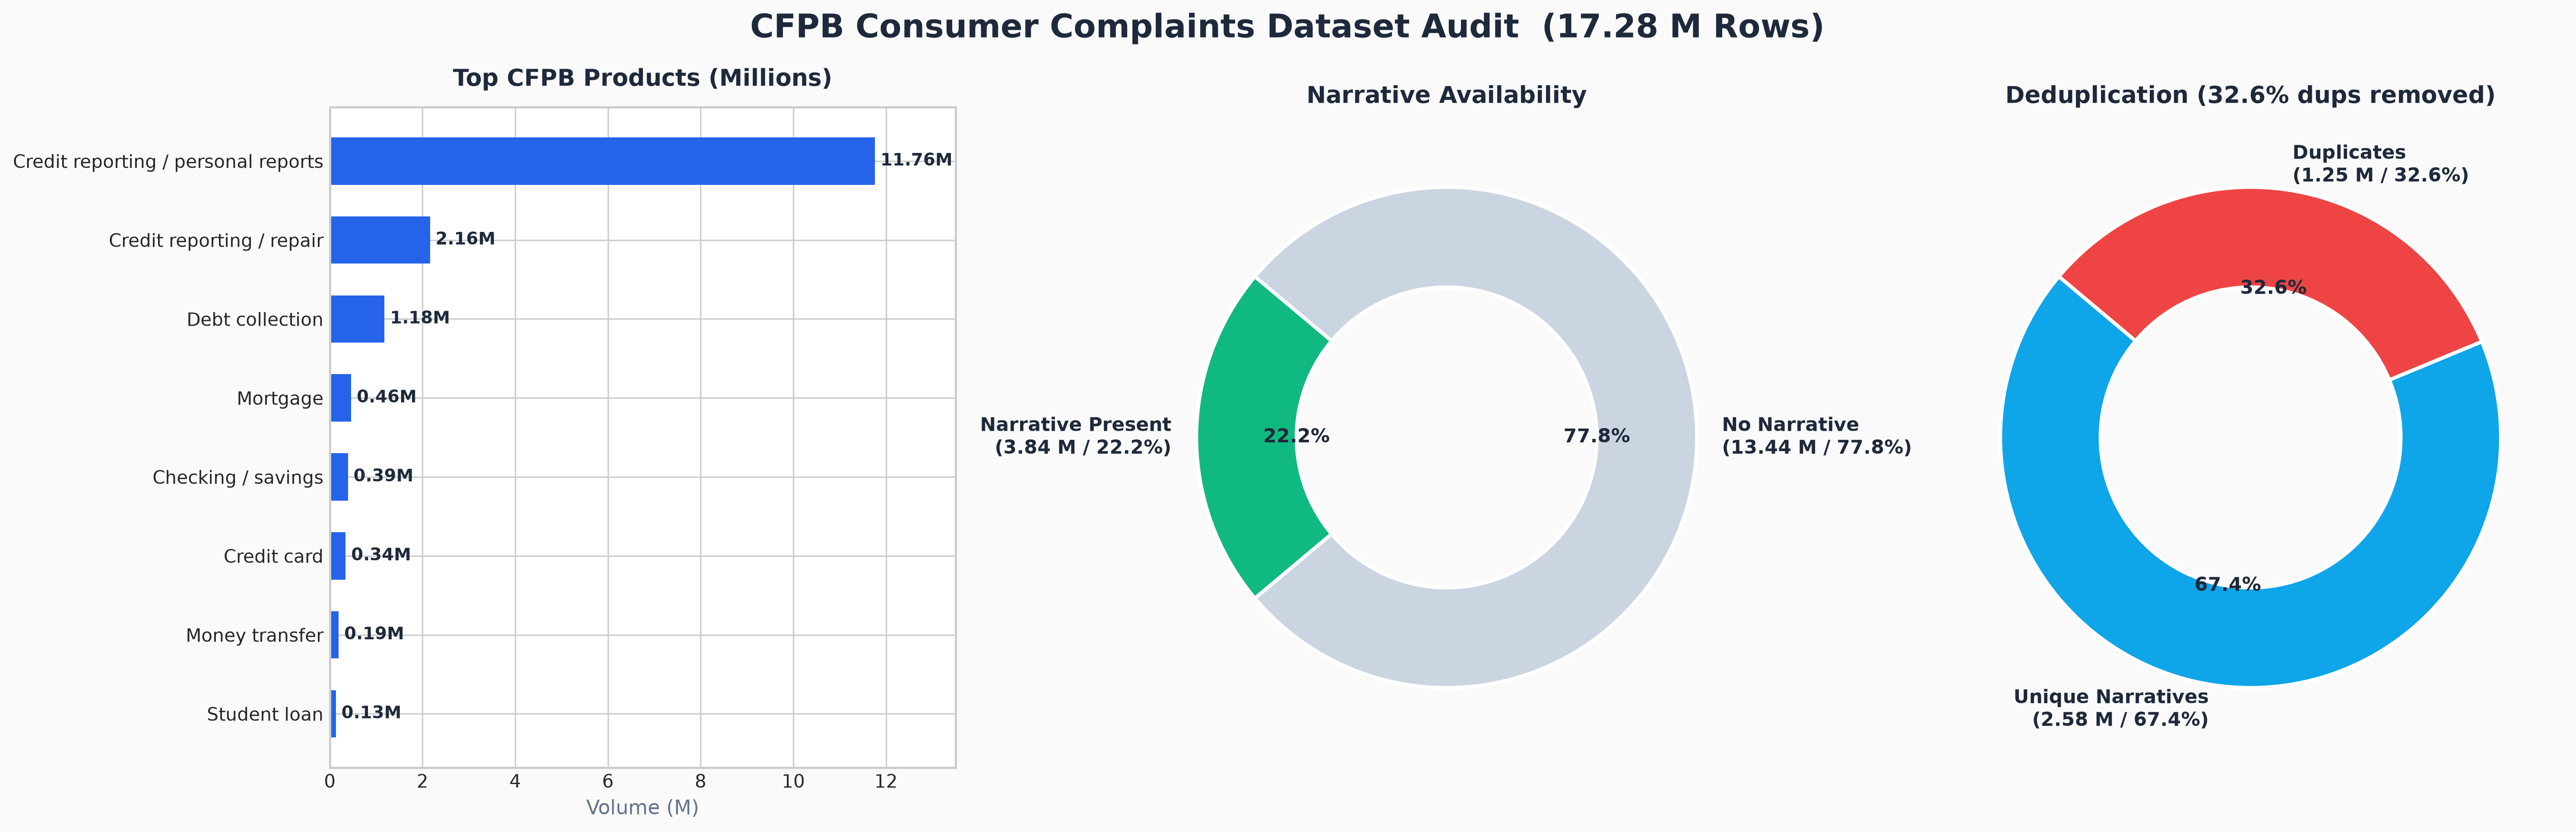 CFPB Consumer Complaints Dataset Audit  (17.28 M Rows)
Top CFPB Products (Millions)
Credit reporting / personal reports
11.76M
Credit reporting / repair
2.16M
Debt collection
1.18M
Mortgage
0.46M
Checking / savings
0.39M
Credit card
0.34M
Money transfer
0.19M
Student loan
0.13M
0 2 4 6 8 10 12
Volume (M)
Narrative Availability
Narrative Present
(3.84 M / 22.2%)
22.2%
77.8%
No Narrative
(13.44 M / 77.8%)
Deduplication (32.6% dups removed)
Duplicates
(1.25 M / 32.6%)
32.6%
67.4%
Unique Narratives
(2.58 M / 67.4%)